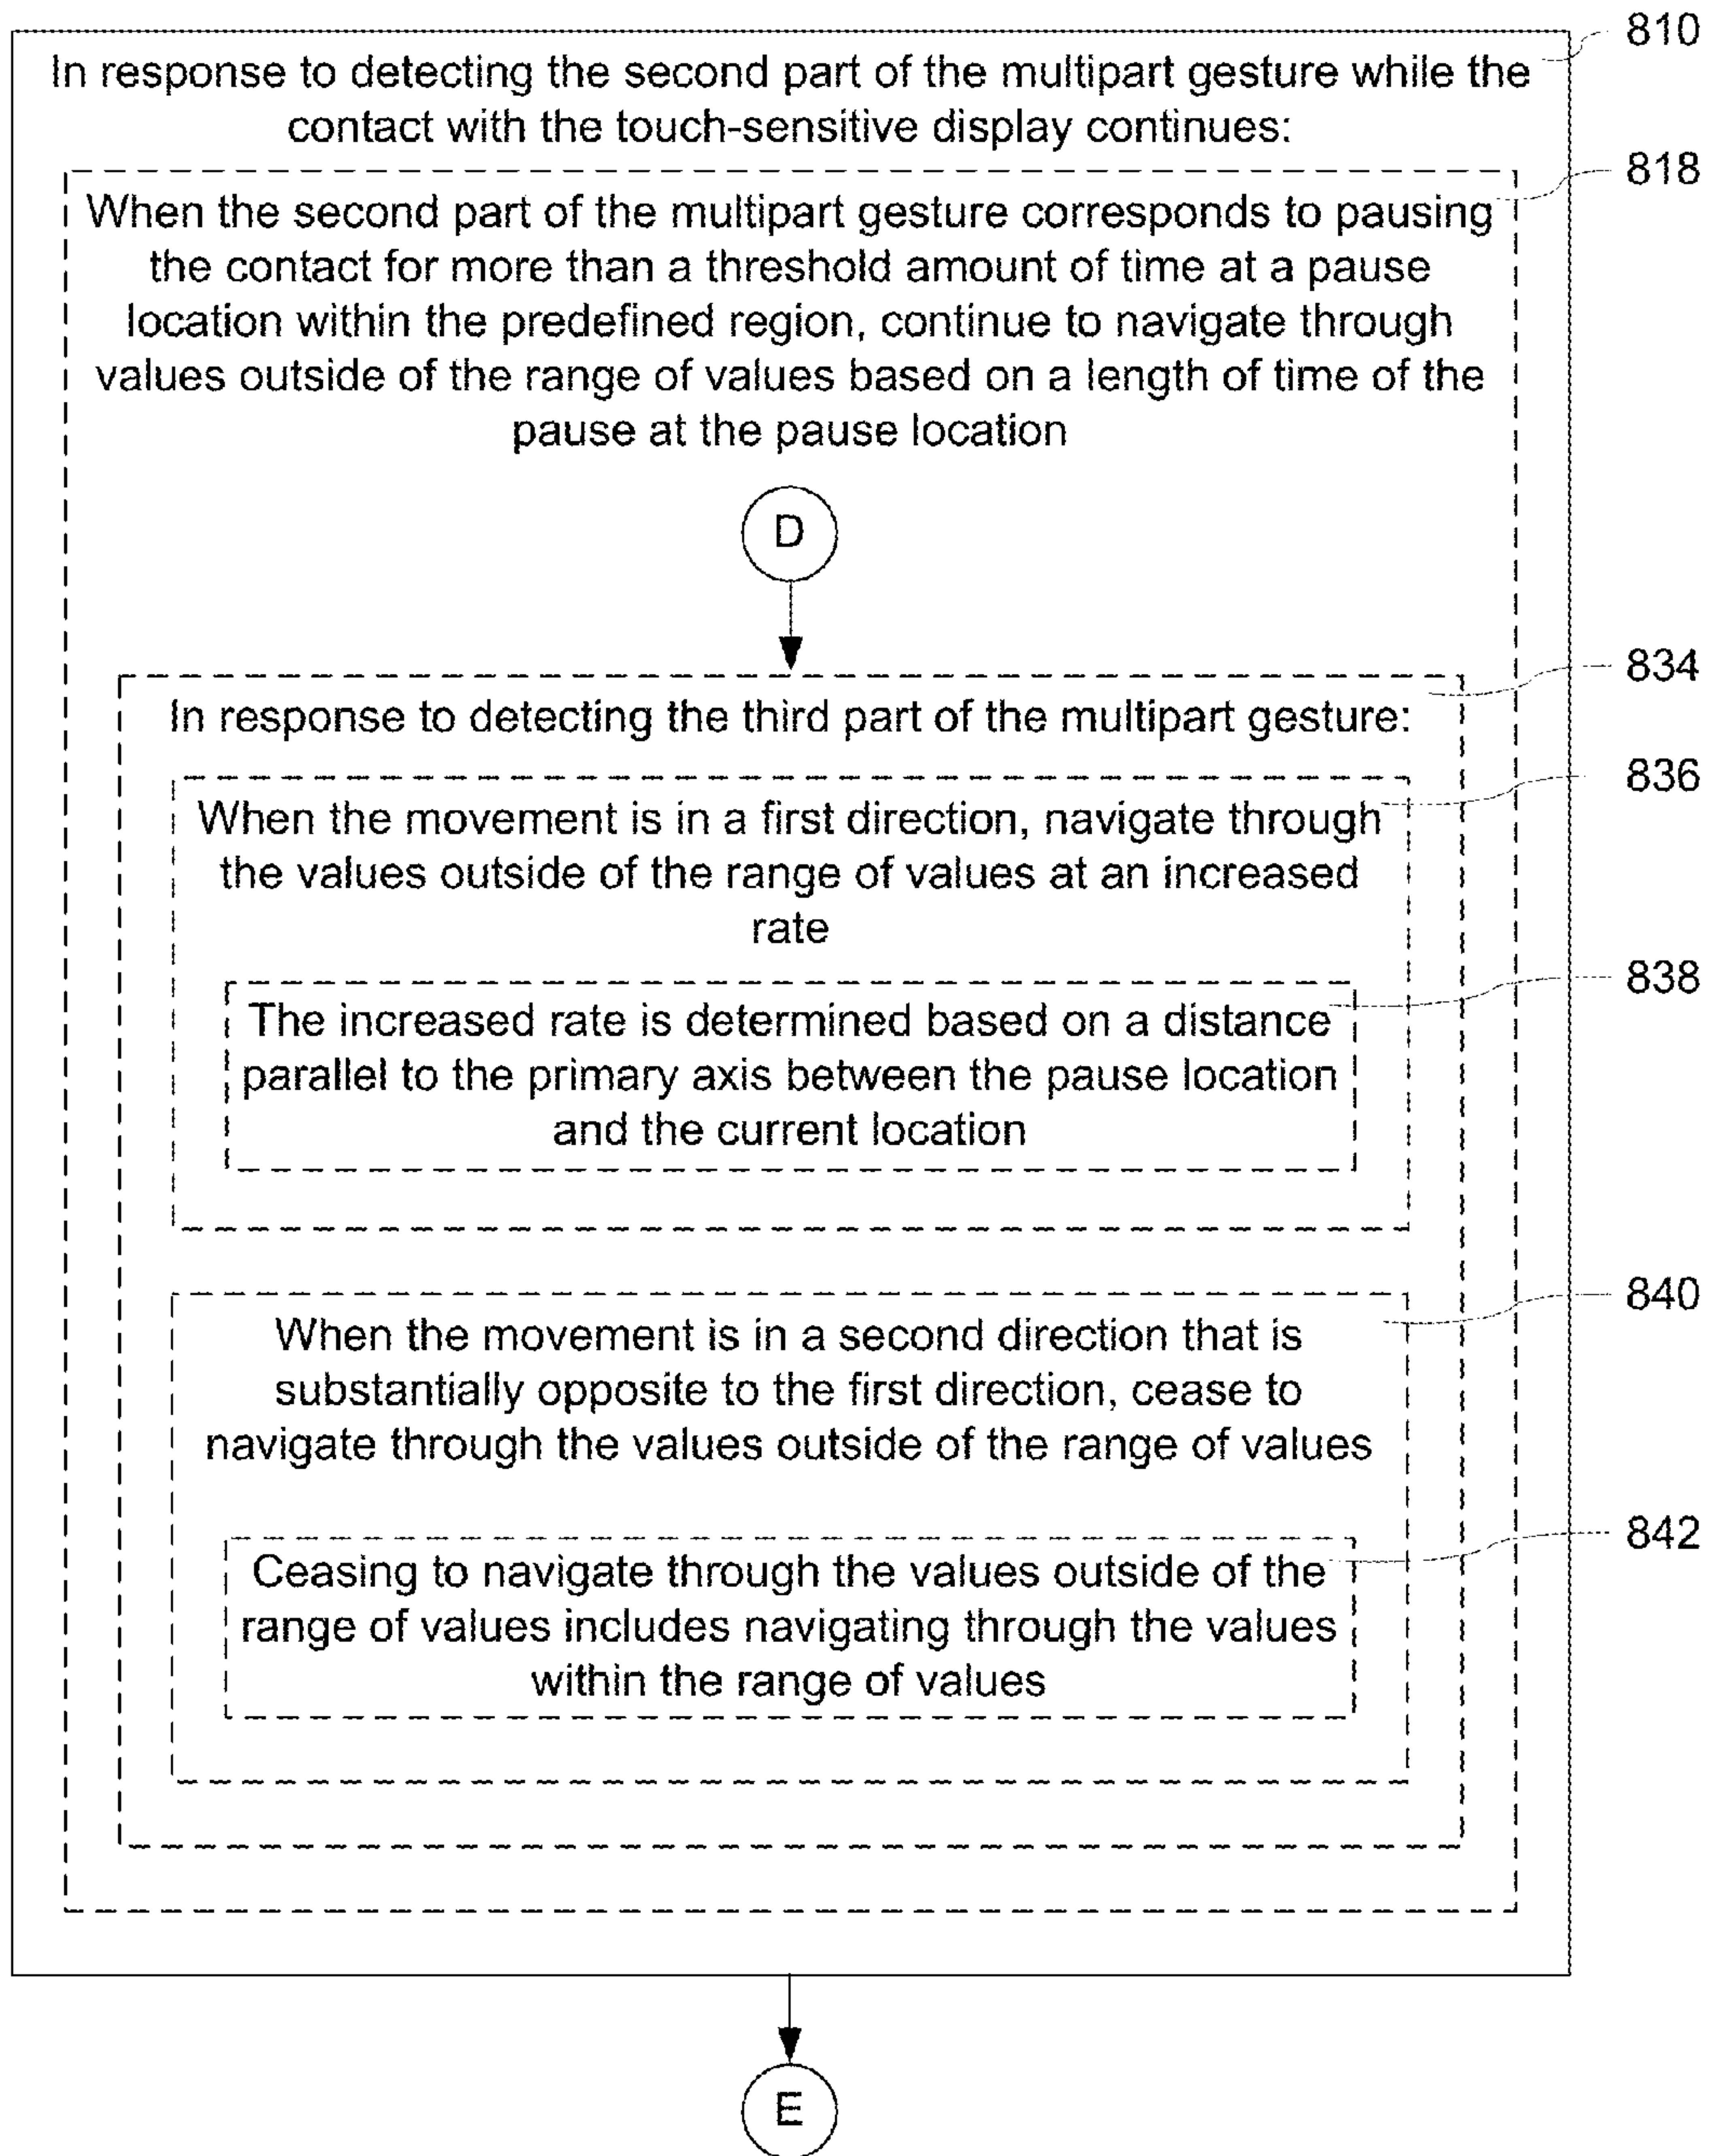 810
In response to detecting the second part of the multipart gesture while the
contact with the touch-sensitive display continues:
818
When the second part of the multipart gesture corresponds to pausing
the contact for more than a threshold amount of time at a pause
location within the predefined region, continue to navigate through
values outside of the range of values based on a length of time of the
pause at the pause location
D
834
In response to detecting the third part of the multipart gesture:
836
When the movement is in a first direction, navigate through
the values outside of the range of values at an increased
rate
838
The increased rate is determined based on a distance
parallel to the primary axis between the pause location
and the current location
840
When the movement is in a second direction that is
substantially opposite to the first direction, cease to
navigate through the values outside of the range of values
842
Ceasing to navigate through the values outside of the
range of values includes navigating through the values
within the range of values
E